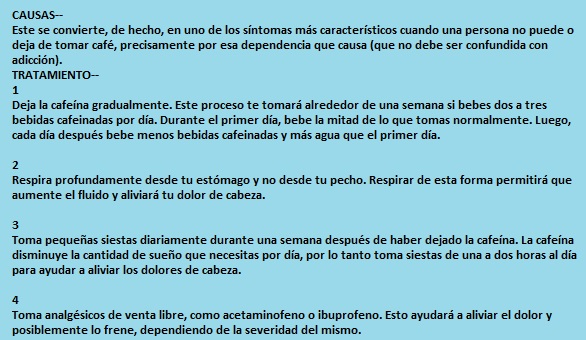 CAUSAS--
Este se convierte, de hecho, en uno de los síntomas más característicos cuando una persona no puede o
deja de tomar café, precisamente por esa dependencia que causa (que no debe ser confundida con
adicción).
TRATAMIENTO--
1
Deja la cafeína gradualmente. Este proceso te tomará alrededor de una semana si bebes dos a tres
bebidas cafeinadas por día. Durante el primer día, bebe la mitad de lo que tomas normalmente. Luego,
cada día después bebe menos bebidas cafeinadas y más agua que el primer día.
2
Respira profundamente desde tu estómago y no desde tu pecho. Respirar de esta forma permitirá que
aumente el fluido y aliviará tu dolor de cabeza.
3
Toma pequeñas siestas diariamente durante una semana después de haber dejado la cafeína. La cafeína
disminuye la cantidad de sueño que necesitas por día, por lo tanto toma siestas de una a dos horas al día
para ayudar a aliviar los dolores de cabeza.
4
Toma analgésicos de venta libre, como acetaminofeno o ibuprofeno. Esto ayudará a aliviar el dolor y
posiblemente lo frene, dependiendo de la severidad del mismo.